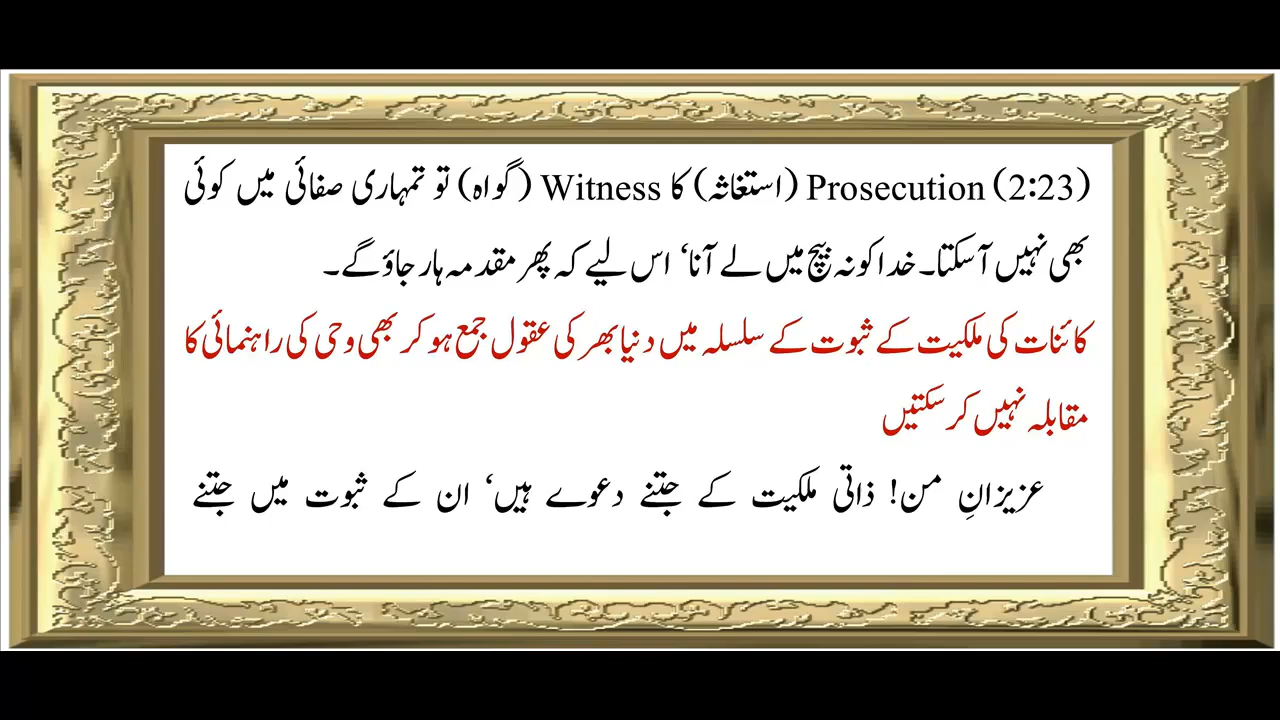 (2:23) Prosecution (استغاثہ) کا Witness (گواہ) تو تمہاری صفائی میں کوئی
بھی نہیں آسکتا۔ خدا کو نہ بیچ میں لے آنا‘ اس لیے کہ پھر مقدمہ ہار جاؤ گے۔
کائنات کی ملکیت کے ثبوت کے سلسلہ میں دنیا بھر کی عقول جمع ہو کر بھی وحی کی راہنمائی کا
مقابلہ نہیں کر سکتیں
عزیزانِ من! ذاتی ملکیت کے جتنے دعوے ہیں‘ ان کے ثبوت میں جتنے